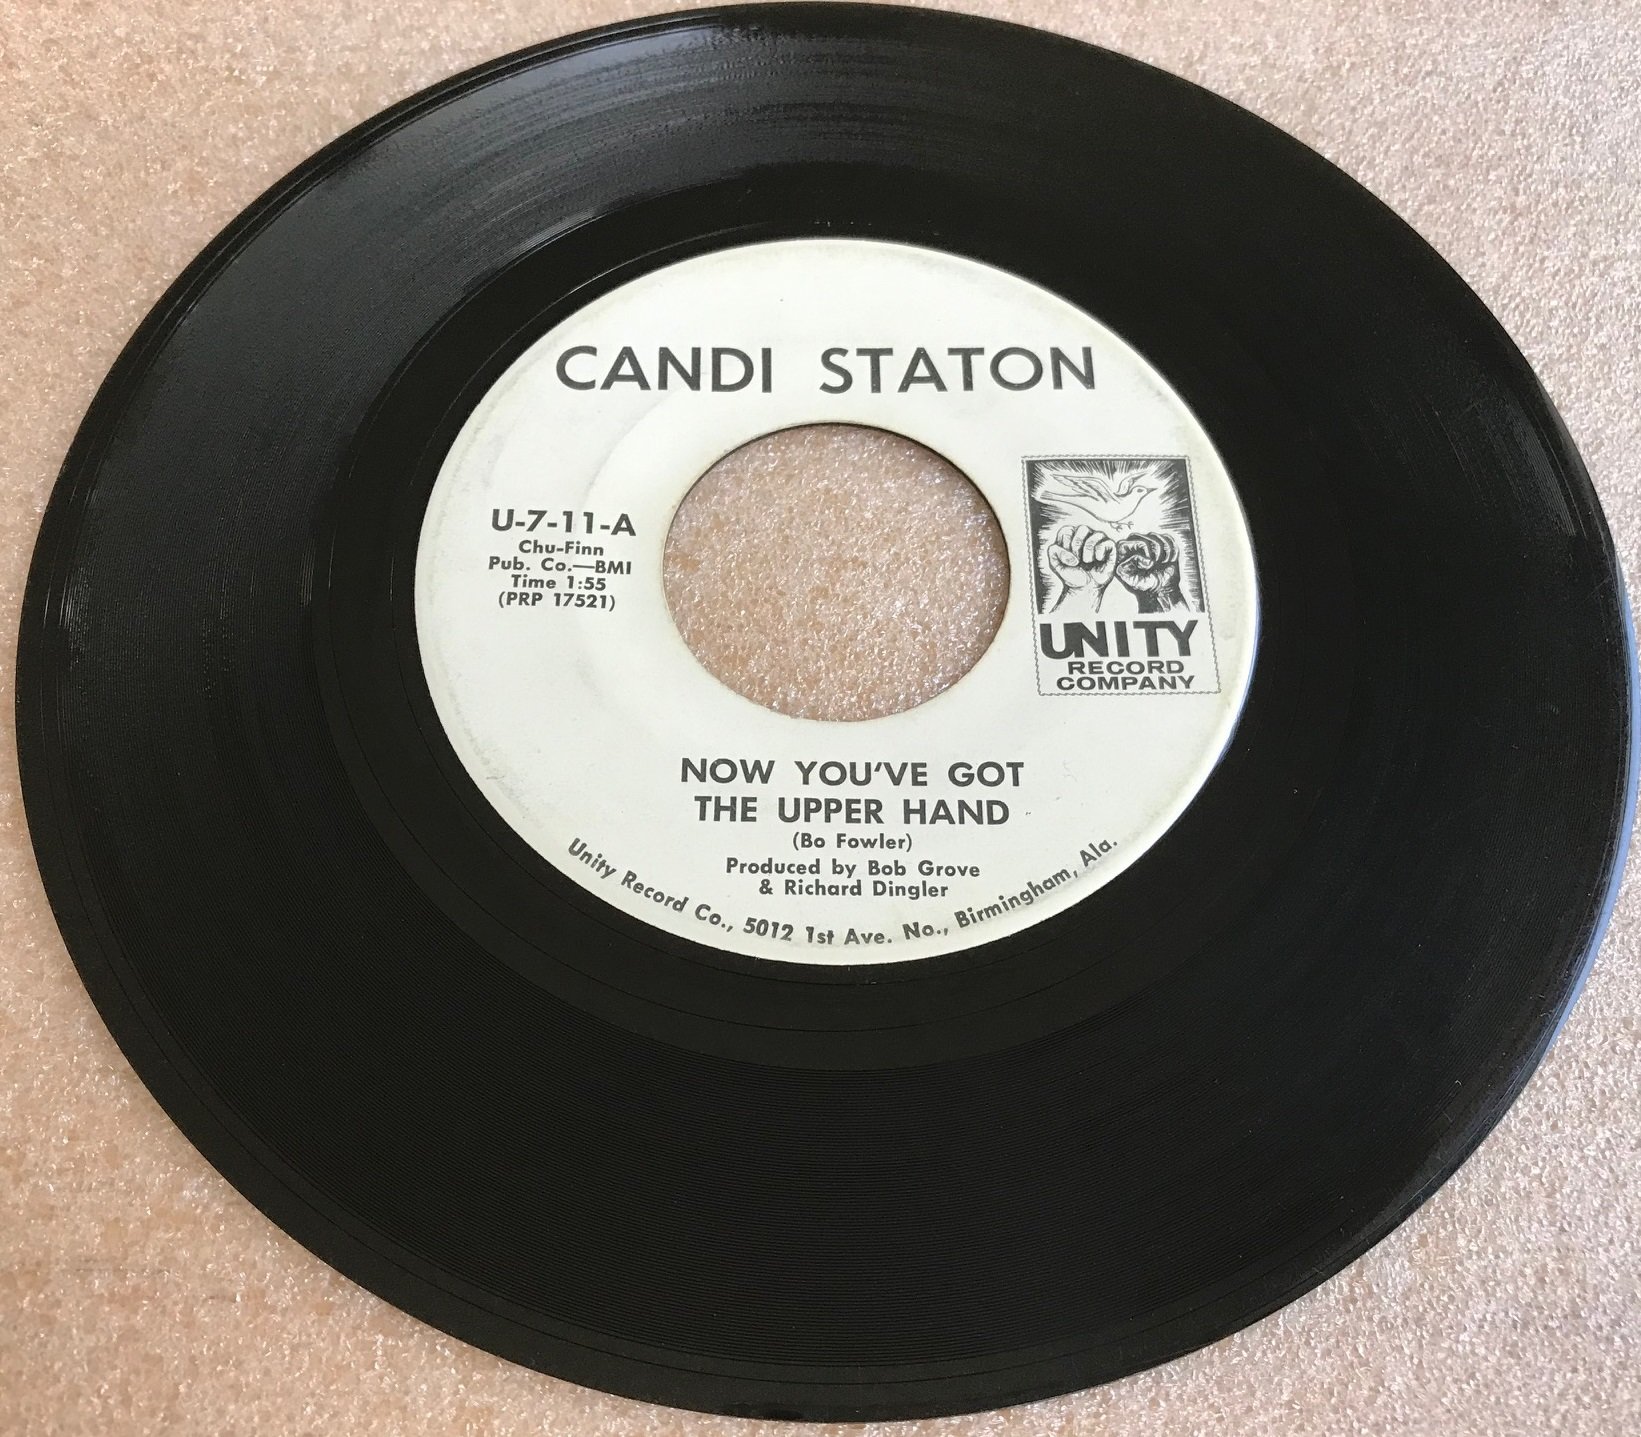 CANDI STATON
U-7-11-A
Chu-Finn
Pub. Co.—BMI
Time 1:55
(PRP 17521)
UNITY
RECORD
COMPANY
NOW YOU'VE GOT
THE UPPER HAND
(Bo Fowler)
Produced by Bob Grove
& Richard Dingler
Unity Record Co., 5012 1st Ave. No., Birmingham, Ala.